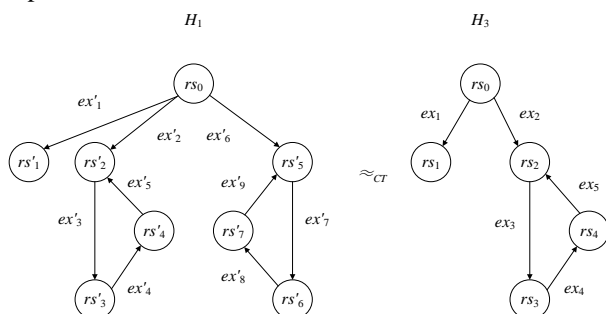 H₁ H₃
rs₀ rs₀
ex'₁ ex'₂ ex'₆ ex₁ ex₂
rs'₁ rs'₂ rs'₅ ≈CT rs₁ rs₂
ex'₅ ex'₉ ex₅
ex'₃ ex'₇ ex₃
rs'₄ rs'₇ rs₄
ex'₄ ex'₈ ex₄
rs'₃ rs'₆ rs₃